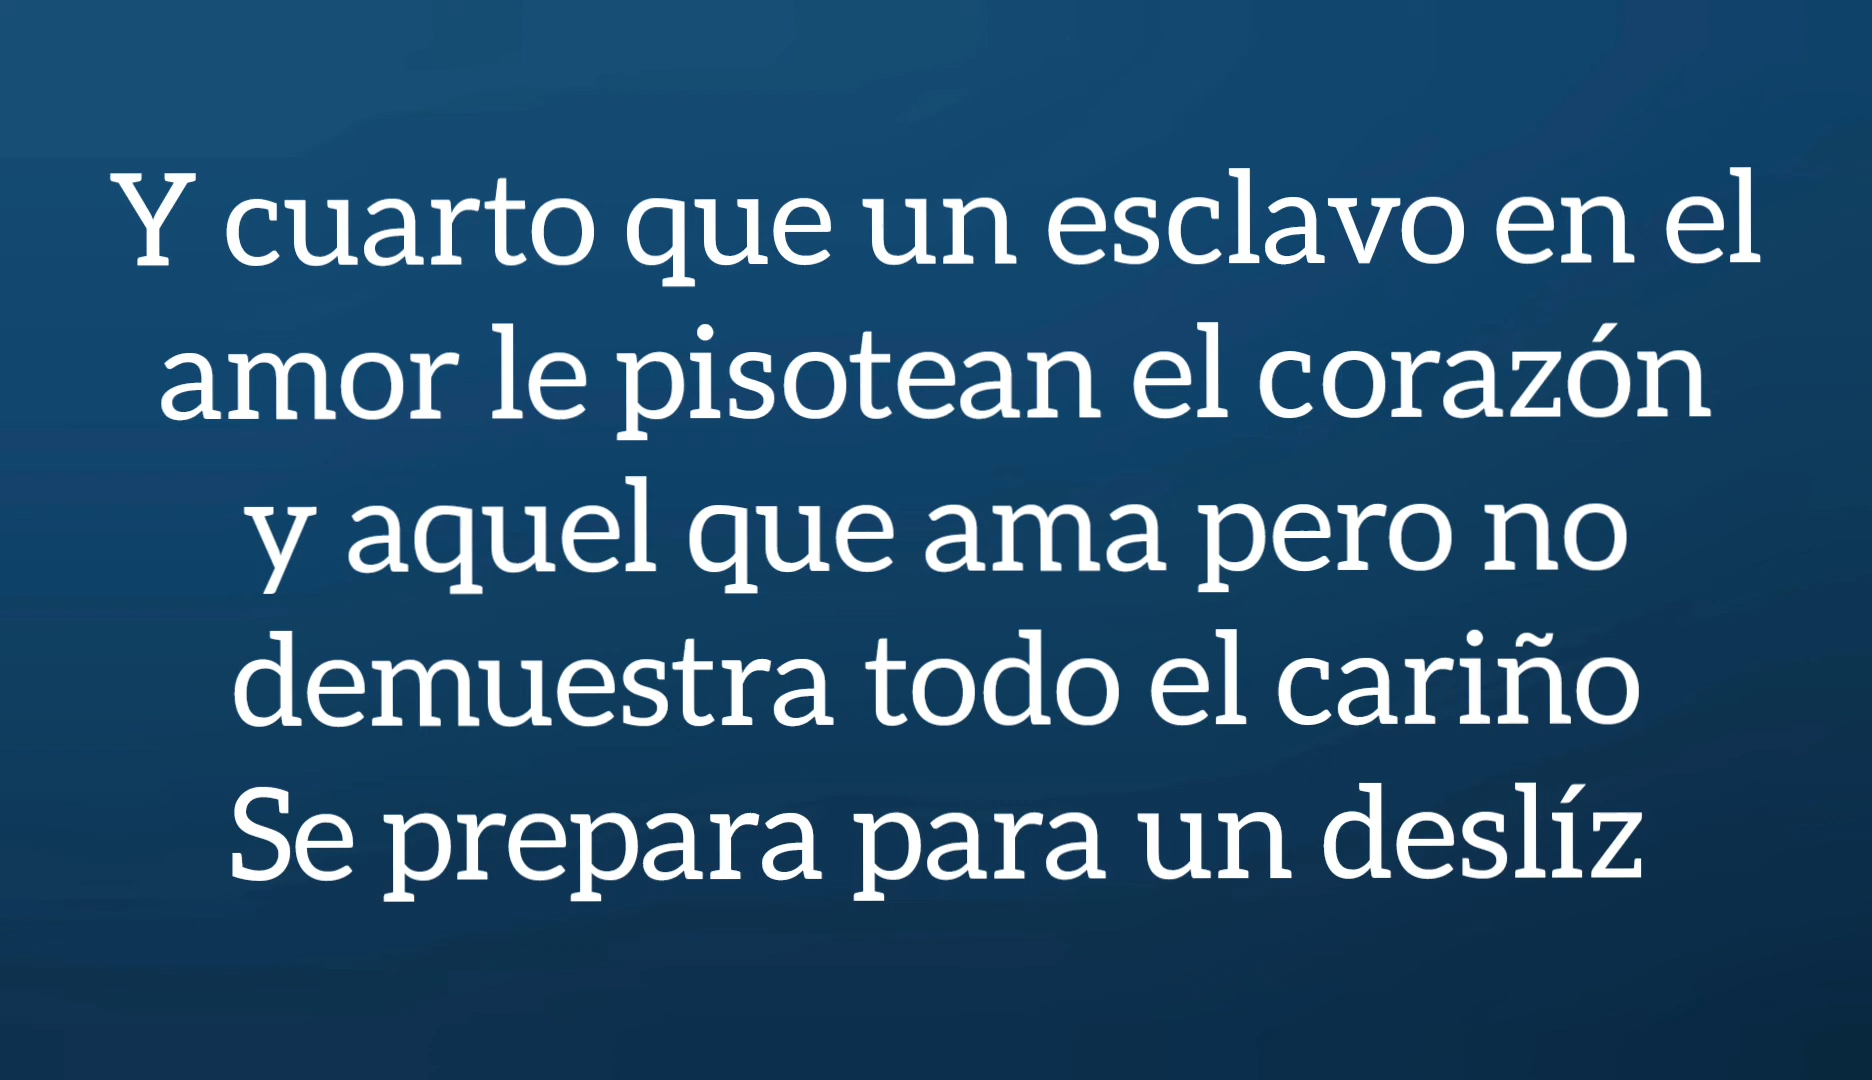 Y cuarto que un esclavo en el
amor le pisotean el corazón
y aquel que ama pero no
demuestra todo el cariño
Se prepara para un deslíz